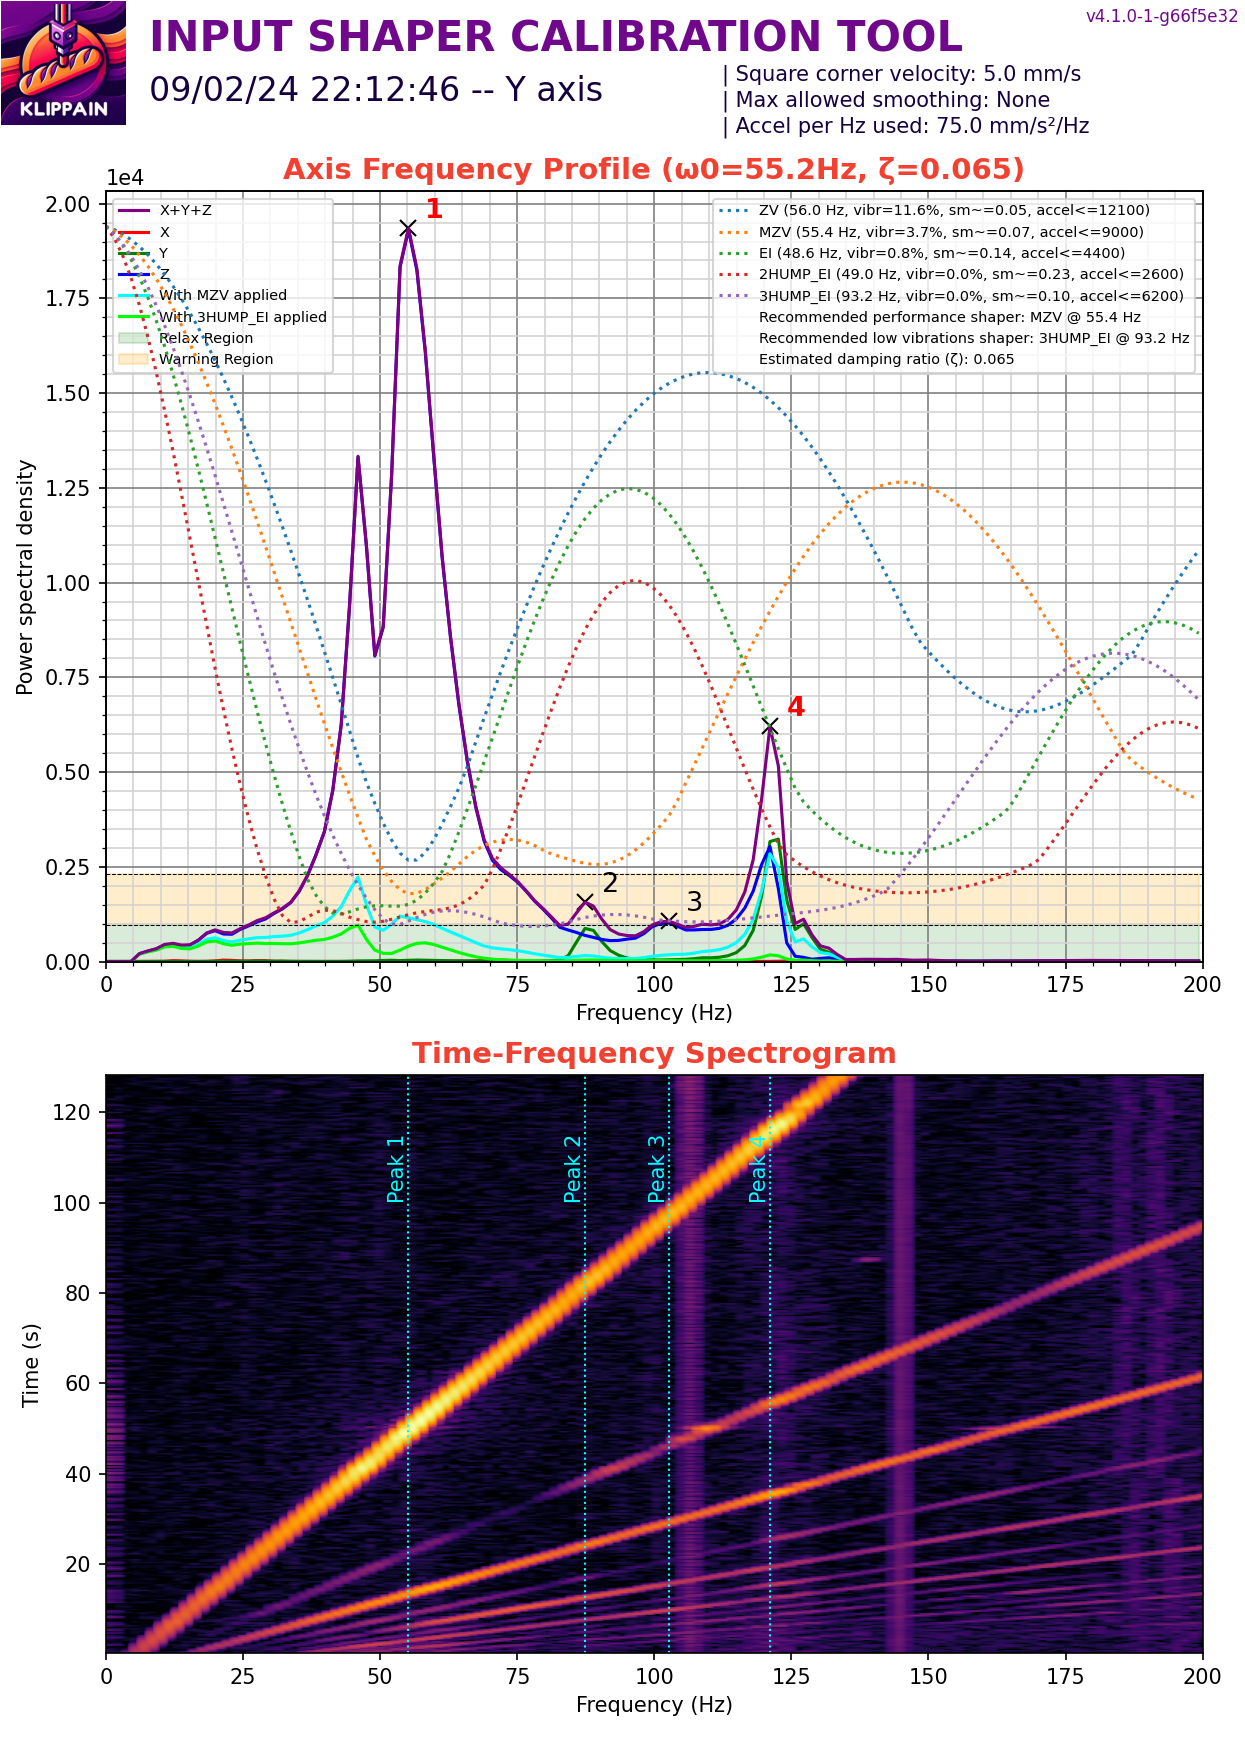 v4.1.0-1-g66f5e32
INPUT SHAPER CALIBRATION TOOL
09/02/24 22:12:46 -- Y axis
| Square corner velocity: 5.0 mm/s
| Max allowed smoothing: None
| Accel per Hz used: 75.0 mm/s²/Hz
KLIPPAIN
Axis Frequency Profile (ω0=55.2Hz, ζ=0.065)
1e4
X+Y+Z
X
Y
Z
With MZV applied
With 3HUMP_EI applied
Relax Region
Warning Region
ZV (56.0 Hz, vibr=11.6%, sm~=0.05, accel<=12100)
MZV (55.4 Hz, vibr=3.7%, sm~=0.07, accel<=9000)
EI (48.6 Hz, vibr=0.8%, sm~=0.14, accel<=4400)
2HUMP_EI (49.0 Hz, vibr=0.0%, sm~=0.23, accel<=2600)
3HUMP_EI (93.2 Hz, vibr=0.0%, sm~=0.10, accel<=6200)
Recommended performance shaper: MZV @ 55.4 Hz
Recommended low vibrations shaper: 3HUMP_EI @ 93.2 Hz
Estimated damping ratio (ζ): 0.065
1
2
3
4
2.00
1.75
1.50
1.25
1.00
0.75
0.50
0.25
0.00
Power spectral density
0 25 50 75 100 125 150 175 200
Frequency (Hz)
Time-Frequency Spectrogram
120
100
80
60
40
20
Time (s)
Peak 1
Peak 2
Peak 3
Peak 4
0 25 50 75 100 125 150 175 200
Frequency (Hz)